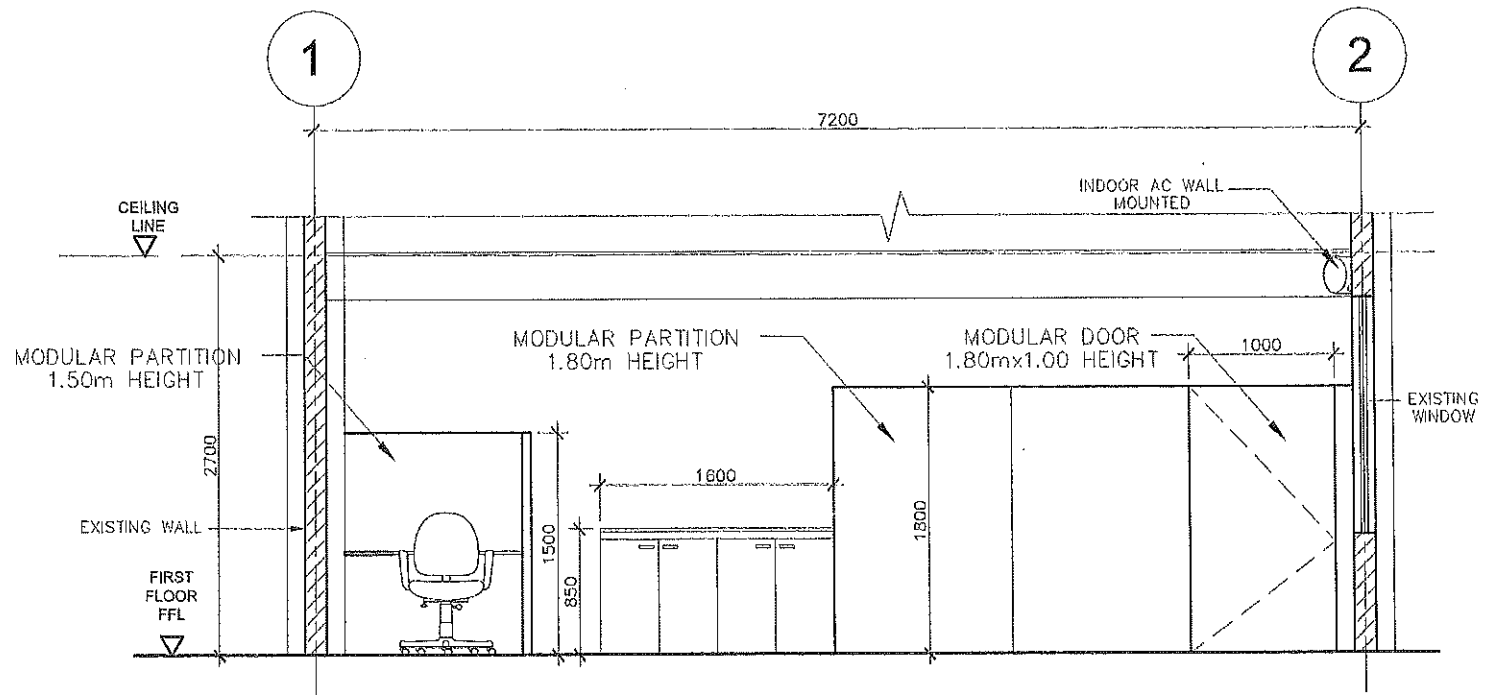 1
2
7200
INDOOR AC WALL
MOUNTED
CEILING
LINE
MODULAR PARTITION
1.50m HEIGHT
MODULAR PARTITION
1.80m HEIGHT
MODULAR DOOR
1.80mx1.00 HEIGHT
1000
EXISTING
WINDOW
2700
1600
EXISTING WALL
1500
850
1800
FIRST
FLOOR
FFL